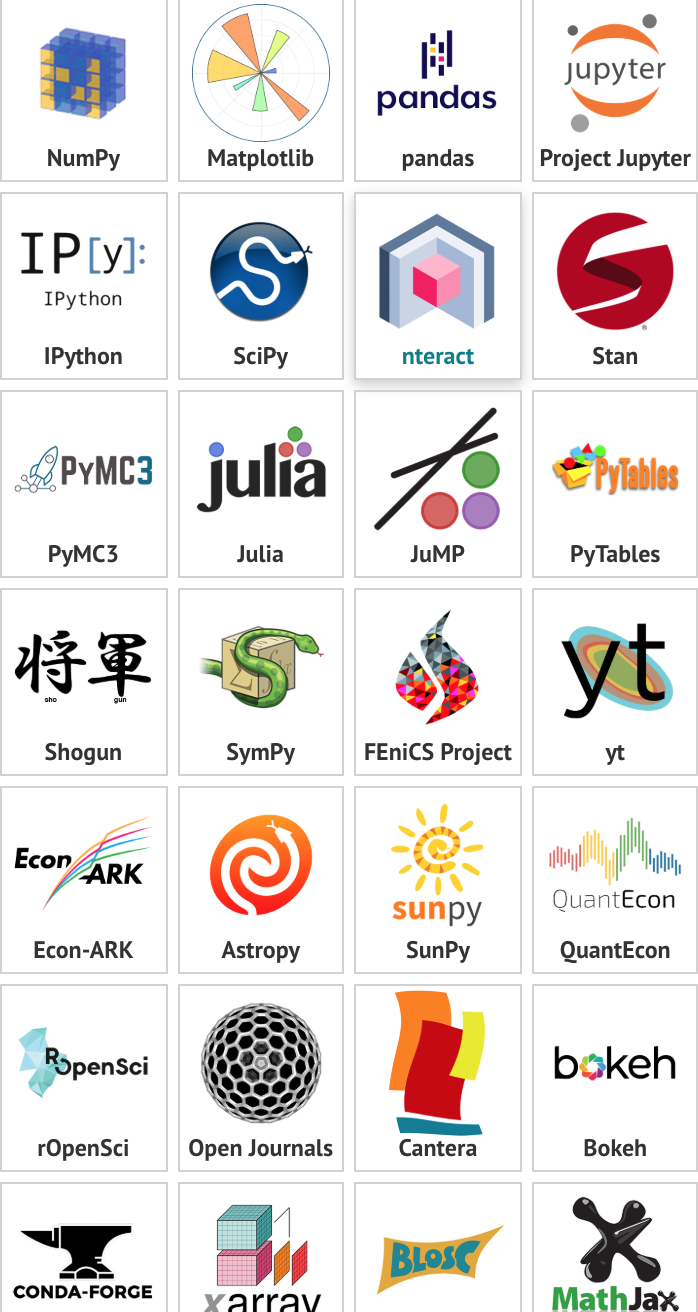 jupyter
pandas
NumPy
Matplotlib
pandas
Project Jupyter
IP[y]:
IPython
S
®
IPython
SciPy
nteract
Stan
PyMC3
julia
PyTables
PyMC3
Julia
JuMP
PyTables
将軍
sho gun
yt
Shogun
SymPy
FEniCS Project
yt
Econ
ARK
sunpy
QuantEcon
Econ-ARK
Astropy
SunPy
QuantEcon
ROpenSci
bokeh
rOpenSci
Open Journals
Cantera
Bokeh
CONDA-FORGE
xarray
BLOSC
MathJax